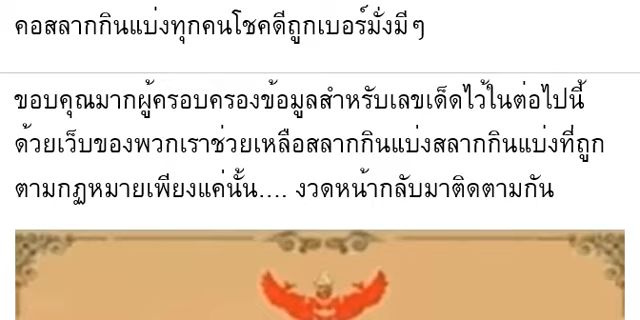 คอสลากกินแบ่งทุกคนโชคดีถูกเบอร์มั่งมีๆ
ขอบคุณมากผู้ครอบครองข้อมูลสำหรับเลขเด็ดไว้ในต่อไปนี้
ด้วยเว็บของพวกเราช่วยเหลือสลากกินแบ่งสลากกินแบ่งที่ถูก
ตามกฏหมายเพียงแค่นั้น.... งวดหน้ากลับมาติดตามกัน